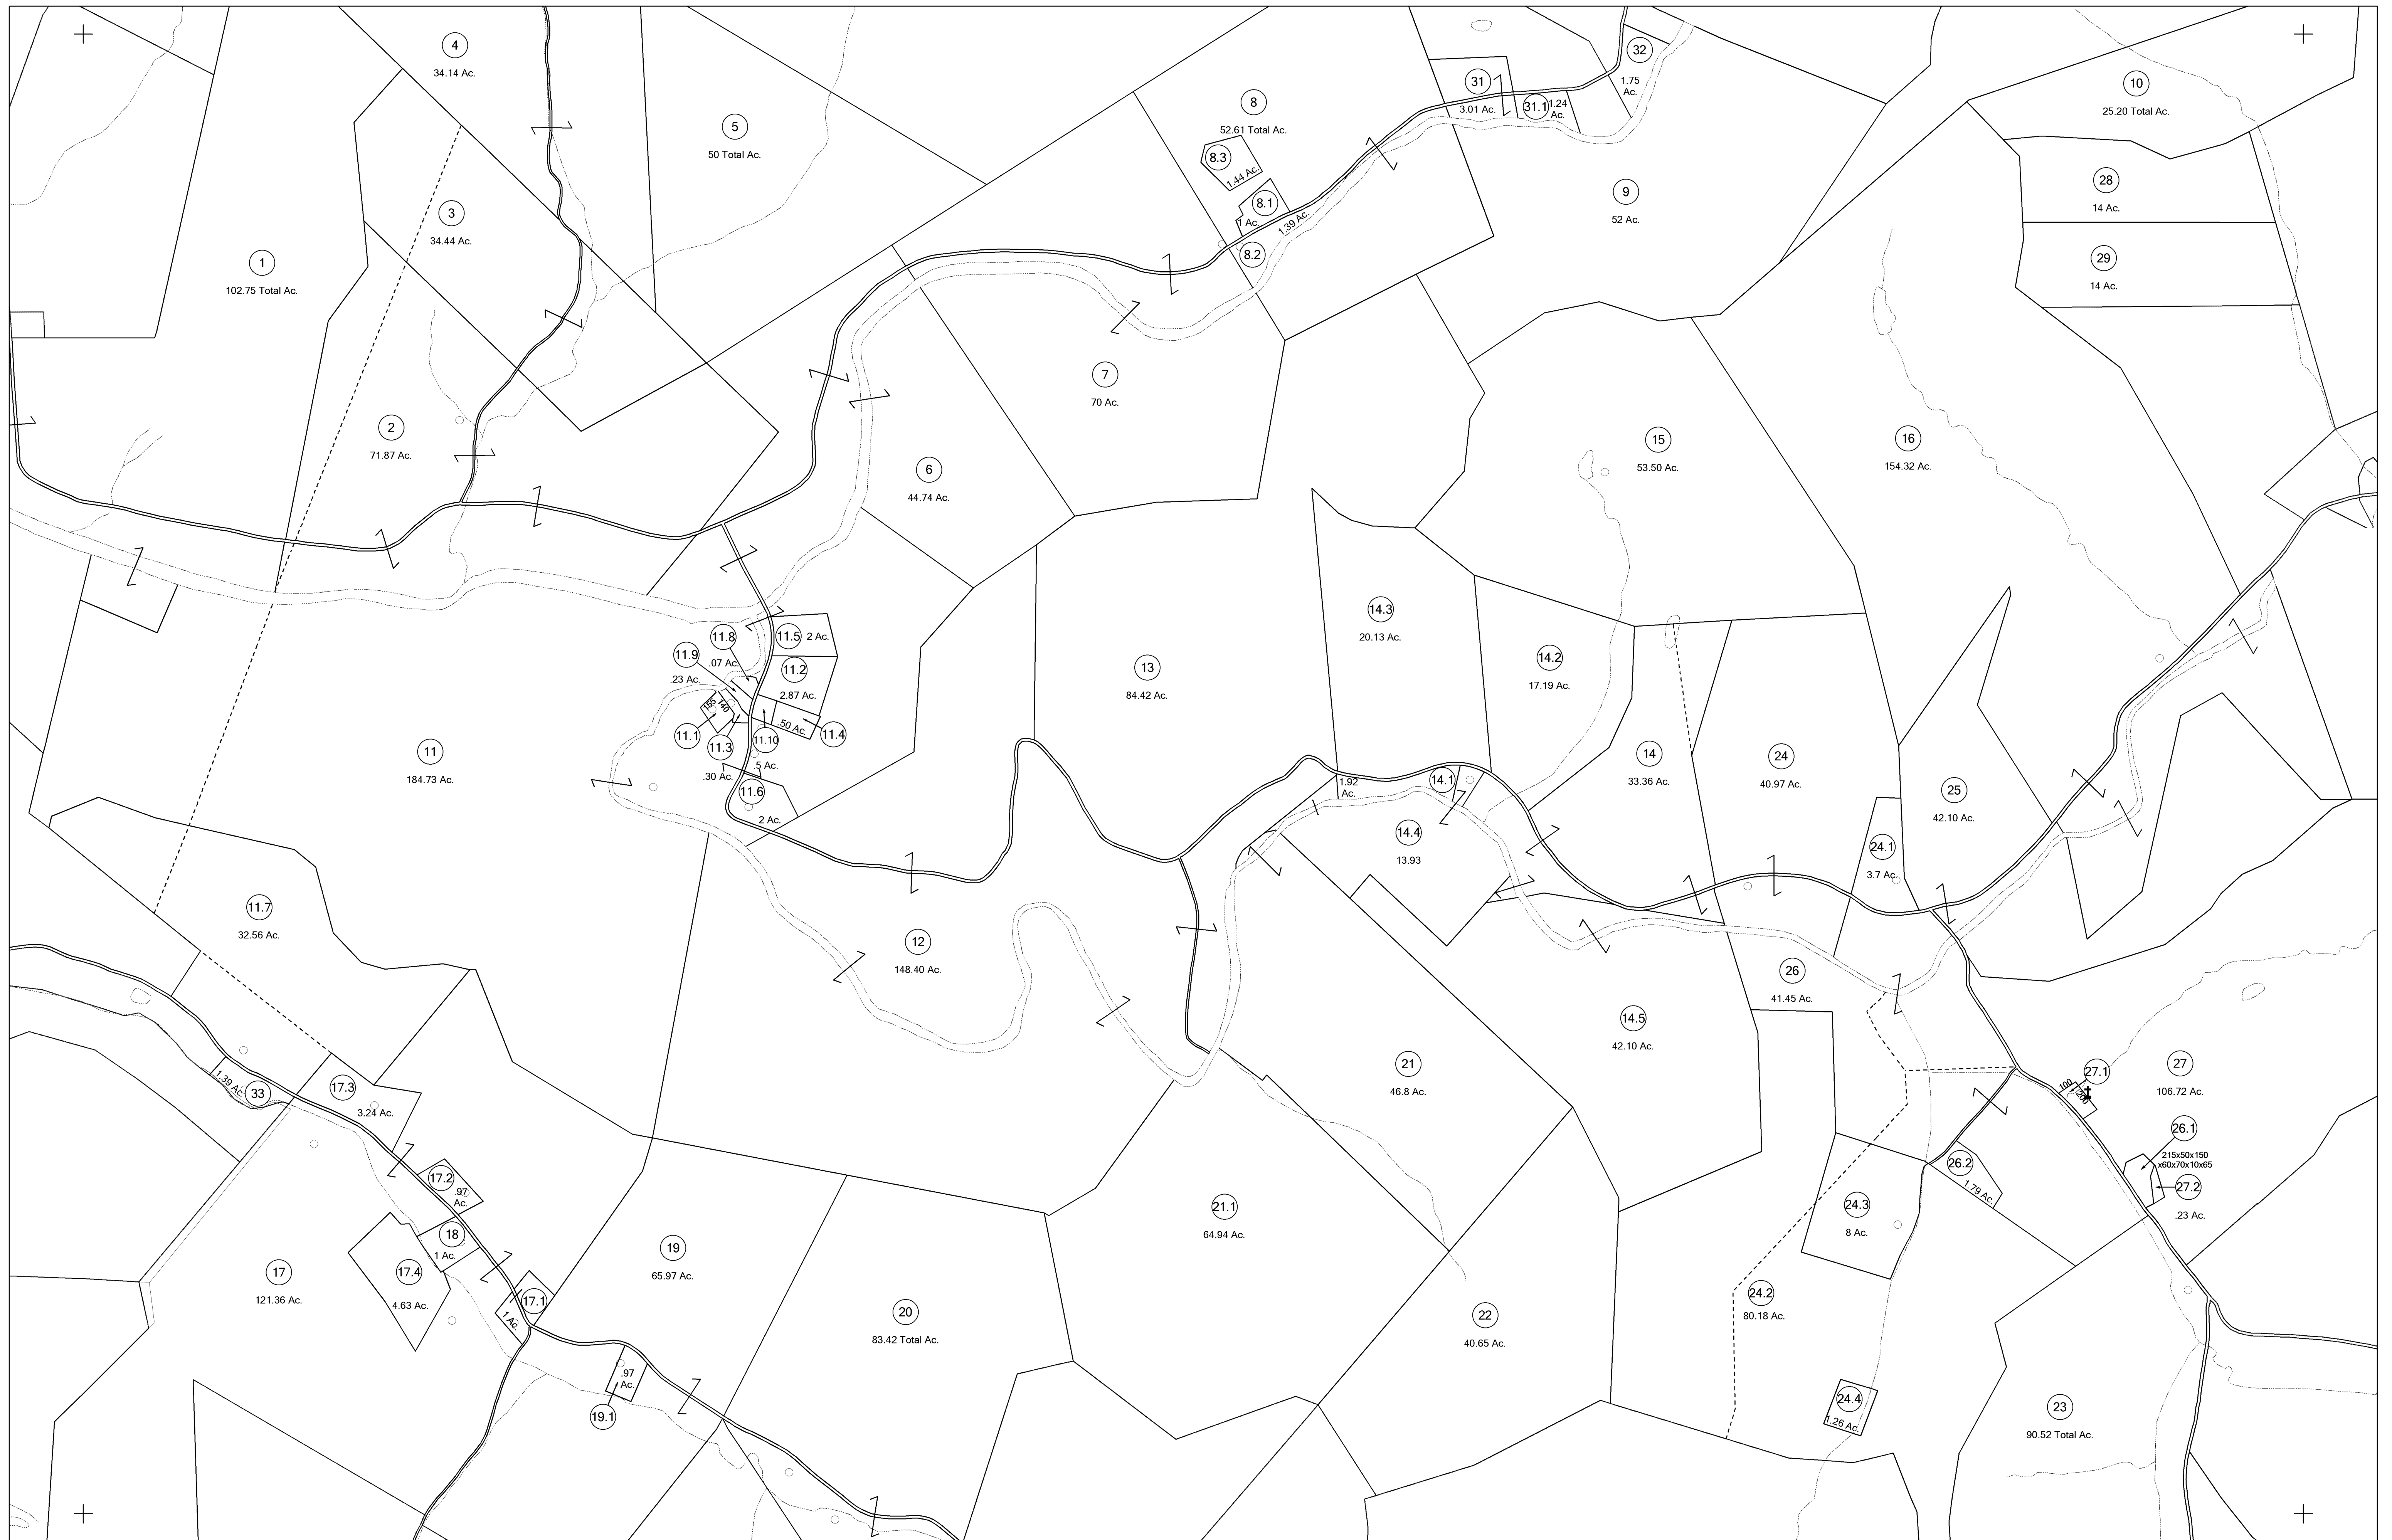 4
34.14 Ac.
5
50 Total Ac.
8
52.61 Total Ac.
8.3
1.44 Ac.
8.1
1 Ac.
1.39 Ac.
8.2
31
3.01 Ac.
31.1
1.24
Ac.
32
1.75
Ac.
10
25.20 Total Ac.
28
14 Ac.
29
14 Ac.
9
52 Ac.
3
34.44 Ac.
1
102.75 Total Ac.
2
71.87 Ac.
7
70 Ac.
6
44.74 Ac.
15
53.50 Ac.
16
154.32 Ac.
14.3
20.13 Ac.
14.2
17.19 Ac.
13
84.42 Ac.
11.8
.07 Ac.
11.5
2 Ac.
11.9
.23 Ac.
11.2
2.87 Ac.
155
140
11.1
11.3
.30 Ac.
11.10
.5 Ac.
.50 Ac.
11.4
11.6
2 Ac.
11
184.73 Ac.
14
33.36 Ac.
24
40.97 Ac.
25
42.10 Ac.
24.1
3.7 Ac.
1.92
Ac.
14.1
14.4
13.93
11.7
32.56 Ac.
12
148.40 Ac.
26
41.45 Ac.
14.5
42.10 Ac.
21
46.8 Ac.
27
106.72 Ac.
27.1
100
200
26.1
215x50x150
x60x70x10x65
27.2
.23 Ac.
26.2
1.79 Ac.
1.39 Ac.
33
17.3
3.24 Ac.
17.2
.97
Ac.
18
1 Ac.
17.4
4.63 Ac.
17
121.36 Ac.
17.1
1 Ac.
19
65.97 Ac.
19.1
.97
Ac.
20
83.42 Total Ac.
21.1
64.94 Ac.
22
40.65 Ac.
24.3
8 Ac.
24.2
80.18 Ac.
24.4
1.26 Ac.
23
90.52 Total Ac.